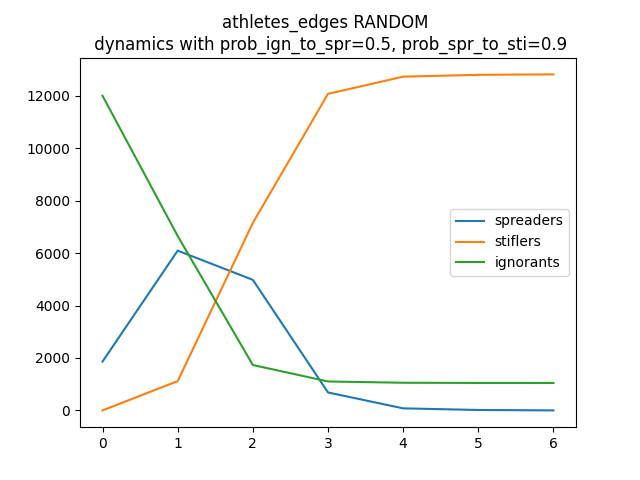 athletes_edges RANDOM
dynamics with prob_ign_to_spr=0.5, prob_spr_to_sti=0.9
12000
10000
8000
6000
4000
2000
0
spreaders
stiflers
ignorants
0 1 2 3 4 5 6